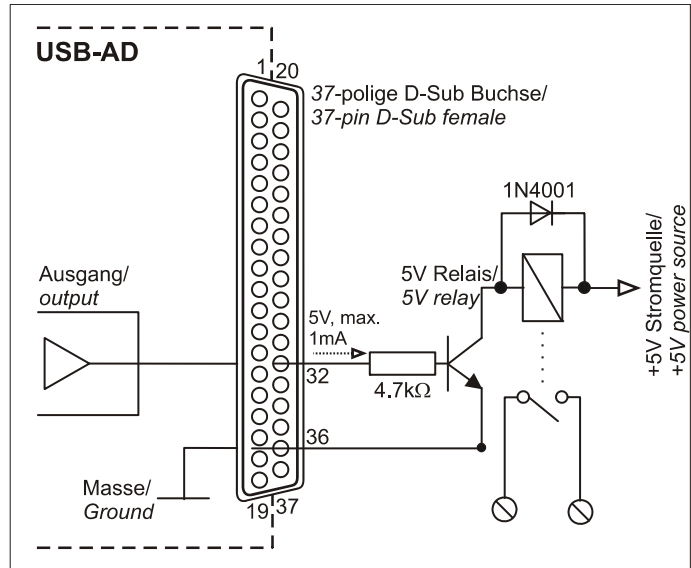 USB-AD
1 20
37-polige D-Sub Buchse/
37-pin D-Sub female
1N4001
Ausgang/
output
5V Relais/
5V relay
+5V Stromquelle/
+5V power source
5V, max.
1mA
32
4.7kΩ
36
Masse/
Ground
19 37